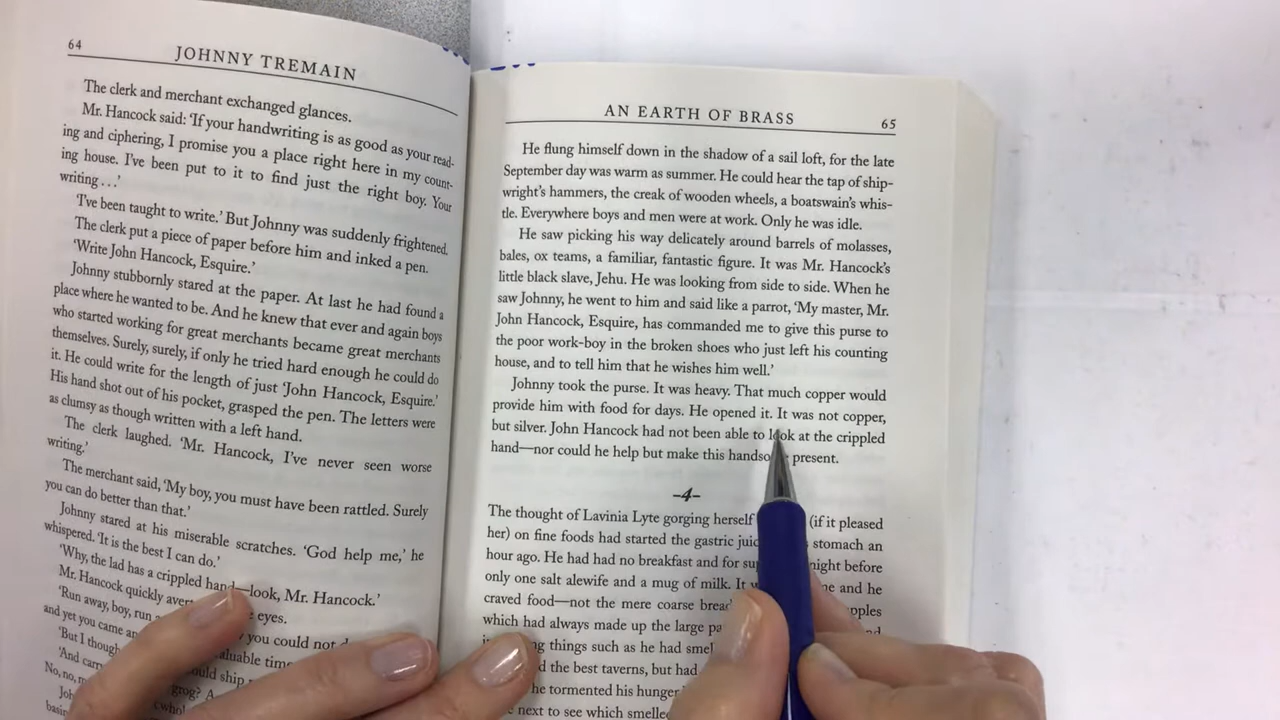 64
JOHNNY TREMAIN
The clerk and merchant exchanged glances.
Mr. Hancock said: 'If your handwriting is as good as your read-
ing and ciphering, I promise you a place right here in my count-
ing house. I've been put to it to find just the right boy. Your
writing . . .'
'I've been taught to write.' But Johnny was suddenly frightened.
The clerk put a piece of paper before him and inked a pen.
'Write John Hancock, Esquire.'
Johnny stubbornly stared at the paper. At last he had found a
place where he wanted to be. And he knew that ever and again boys
who started working for great merchants became great merchants
themselves. Surely, surely, if only he tried hard enough he could do
it. He could write for the length of just 'John Hancock, Esquire.'
His hand shot out of his pocket, grasped the pen. The letters were
as clumsy as though written with a left hand.
The clerk laughed. 'Mr. Hancock, I've never seen worse
writing.'
The merchant said, 'My boy, you must have been rattled. Surely
you can do better than that.'
Johnny stared at his miserable scratches. 'God help me,' he
whispered. 'It is the best I can do.'
'Why, the lad has a crippled hand—look, Mr. Hancock.'
Mr. Hancock quickly eyes.
'Run away, boy, run you could not
and yet you came
'But I though
'And
No, no,
AN EARTH OF BRASS
65
He flung himself down in the shadow of a sail loft, for the late
September day was warm as summer. He could hear the tap of ship-
wright's hammers, the creak of wooden wheels, a boatswain's whis-
tle. Everywhere boys and men were at work. Only he was idle.
He saw picking his way delicately around barrels of molasses,
bales, ox teams, a familiar, fantastic figure. It was Mr. Hancock's
little black slave, Jehu. He was looking from side to side. When he
saw Johnny, he went to him and said like a parrot, 'My master, Mr.
John Hancock, Esquire, has commanded me to give this purse to
the poor work-boy in the broken shoes who just left his counting
house, and to tell him that he wishes him well.'
Johnny took the purse. It was heavy. That much copper would
provide him with food for days. He opened it. It was not copper,
but silver. John Hancock had not been able to look at the crippled
hand—nor could he help but make this present.
-4-
The thought of Lavinia Lyte gorging herself (if it pleased
her) on fine foods had started the gastric stomach an
hour ago. He had had no breakfast and for night before
only one salt alewife and a mug of milk. It and he
craved food—not the mere coarse
which had always made up the large
things such as he had
the best taverns, but had
he tormented his hunger
next to see which smelled